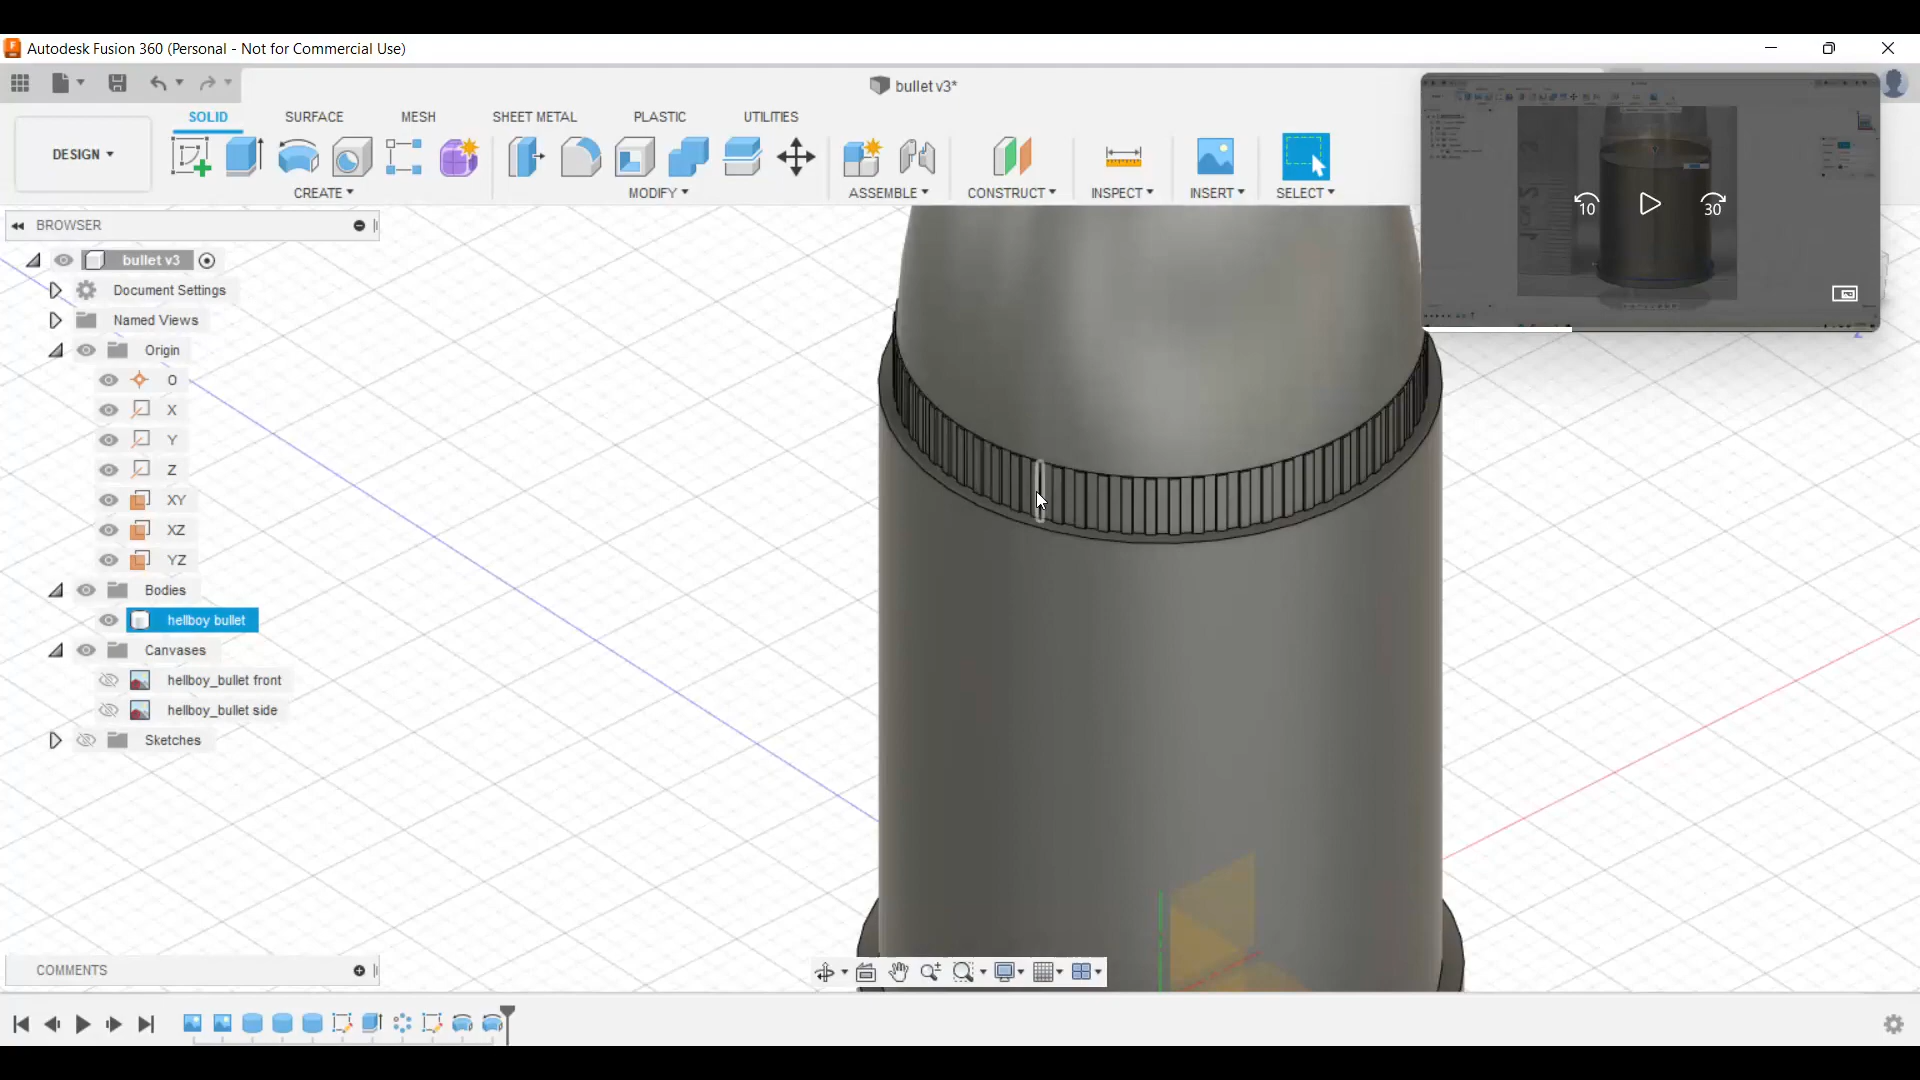 Autodesk Fusion 360 (Personal - Not for Commercial Use)
bullet v3*
SOLID SURFACE MESH SHEET METAL PLASTIC UTILITIES
DESIGN
CREATE MODIFY ASSEMBLE CONSTRUCT INSPECT INSERT SELECT
10 30
BROWSER
bullet v3
Document Settings
Named Views
Origin
O
X
Y
Z
XY
XZ
YZ
Bodies
hellboy bullet
Canvases
hellboy_bullet front
hellboy_bullet side
Sketches
COMMENTS